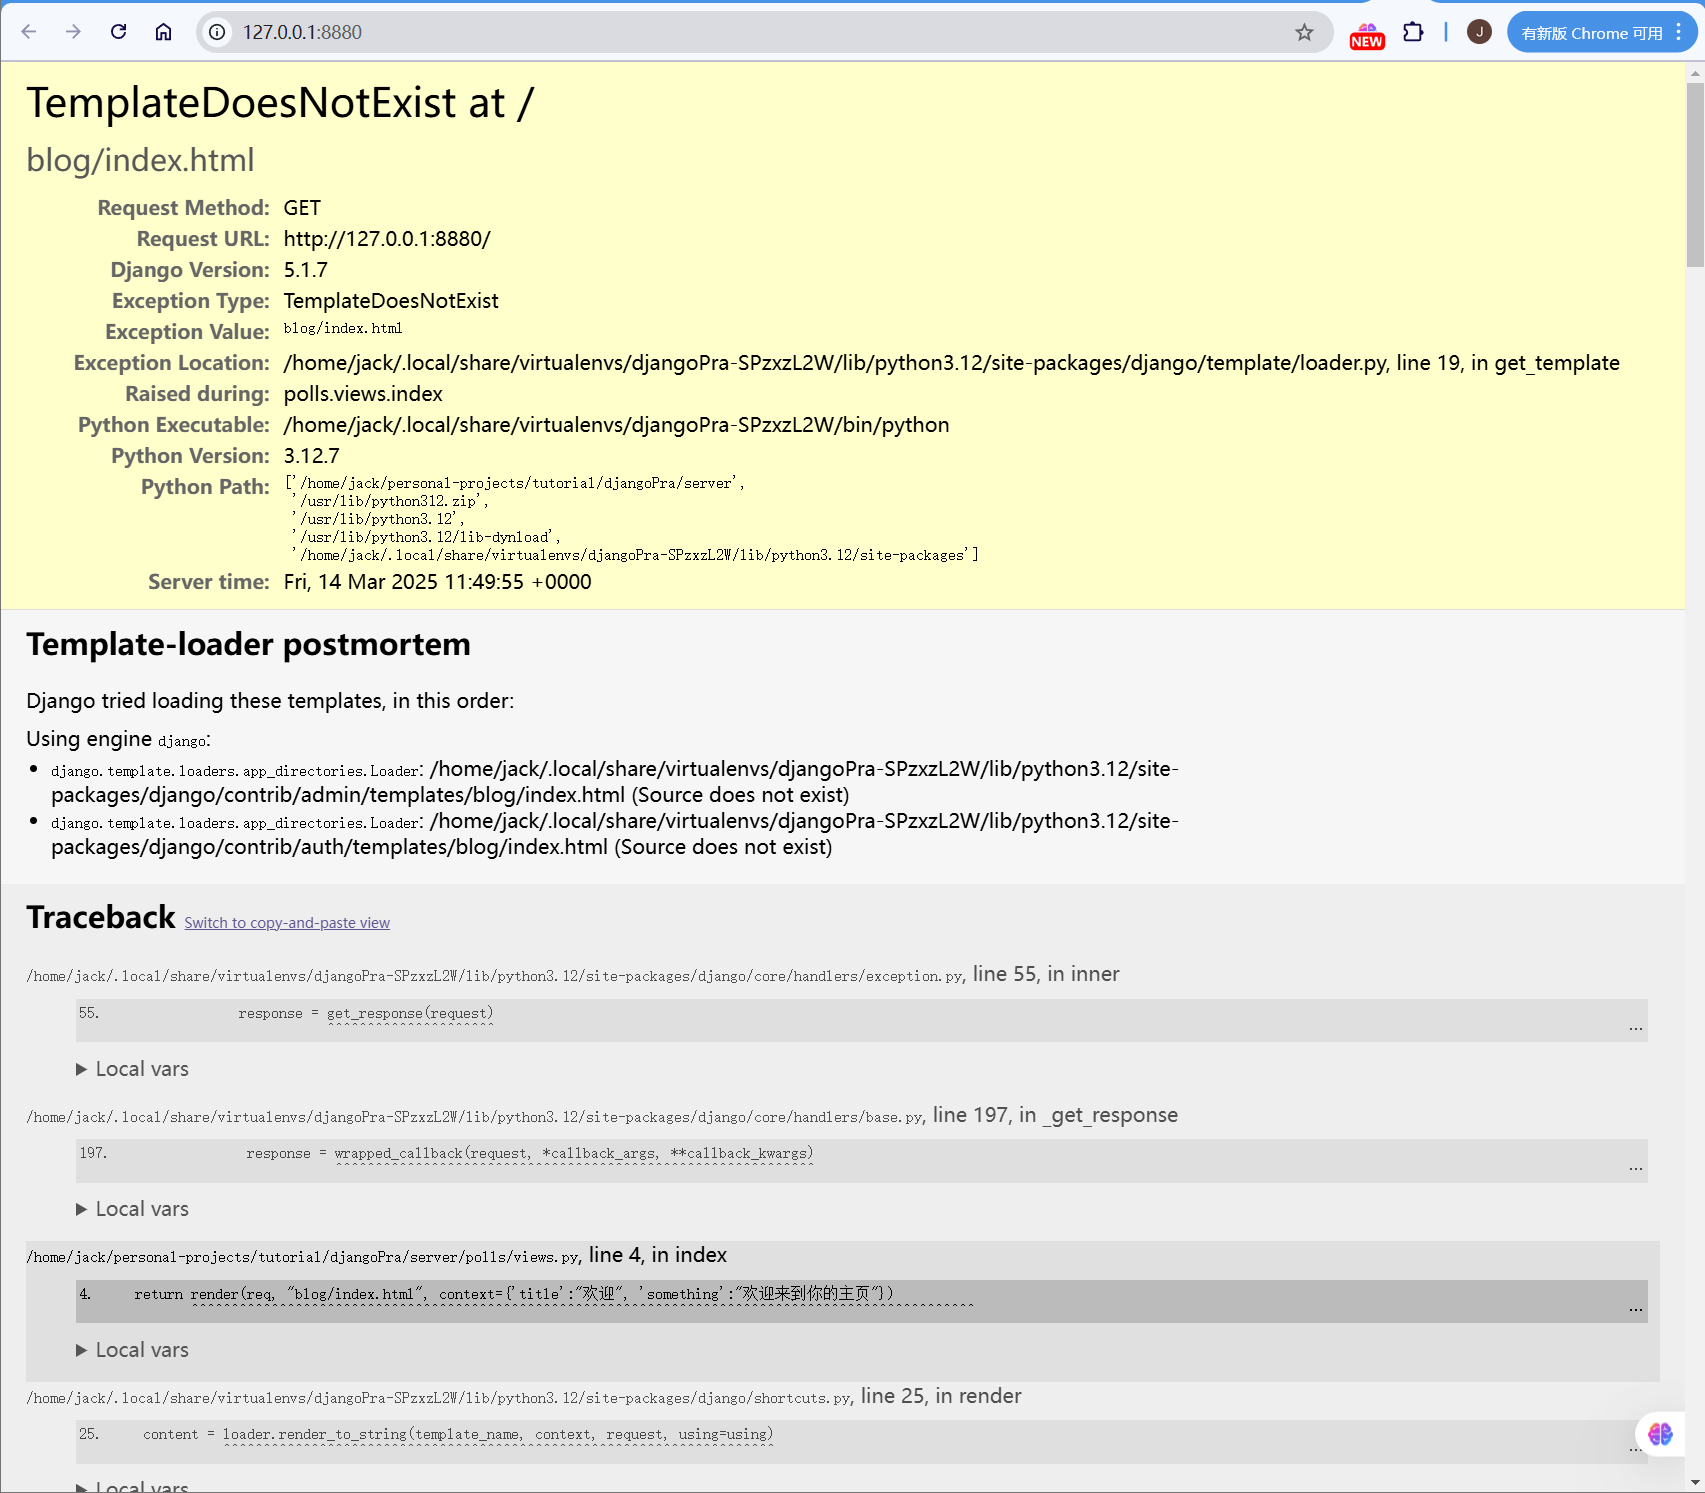 127.0.0.1:8880
NEW
J
有新版 Chrome 可用
TemplateDoesNotExist at /
blog/index.html
Request Method: GET
Request URL: http://127.0.0.1:8880/
Django Version: 5.1.7
Exception Type: TemplateDoesNotExist
Exception Value: blog/index.html
Exception Location: /home/jack/.local/share/virtualenvs/djangoPra-SPzxzL2W/lib/python3.12/site-packages/django/template/loader.py, line 19, in get_template
Raised during: polls.views.index
Python Executable: /home/jack/.local/share/virtualenvs/djangoPra-SPzxzL2W/bin/python
Python Version: 3.12.7
Python Path: ['/home/jack/personal-projects/tutorial/djangoPra/server',
'/usr/lib/python312.zip',
'/usr/lib/python3.12',
'/usr/lib/python3.12/lib-dynload',
'/home/jack/.local/share/virtualenvs/djangoPra-SPzxzL2W/lib/python3.12/site-packages']
Server time: Fri, 14 Mar 2025 11:49:55 +0000
Template-loader postmortem
Django tried loading these templates, in this order:
Using engine django:
• django.template.loaders.app_directories.Loader: /home/jack/.local/share/virtualenvs/djangoPra-SPzxzL2W/lib/python3.12/site-
packages/django/contrib/admin/templates/blog/index.html (Source does not exist)
• django.template.loaders.app_directories.Loader: /home/jack/.local/share/virtualenvs/djangoPra-SPzxzL2W/lib/python3.12/site-
packages/django/contrib/auth/templates/blog/index.html (Source does not exist)
Traceback Switch to copy-and-paste view
/home/jack/.local/share/virtualenvs/djangoPra-SPzxzL2W/lib/python3.12/site-packages/django/core/handlers/exception.py, line 55, in inner
55. response = get_response(request)
…
Local vars
/home/jack/.local/share/virtualenvs/djangoPra-SPzxzL2W/lib/python3.12/site-packages/django/core/handlers/base.py, line 197, in _get_response
197. response = wrapped_callback(request, *callback_args, **callback_kwargs)
…
Local vars
/home/jack/personal-projects/tutorial/djangoPra/server/polls/views.py, line 4, in index
4. return render(req, "blog/index.html", context={'title':"欢迎", 'something':"欢迎来到你的主页"})
…
Local vars
/home/jack/.local/share/virtualenvs/djangoPra-SPzxzL2W/lib/python3.12/site-packages/django/shortcuts.py, line 25, in render
25. content = loader.render_to_string(template_name, context, request, using=using)
…
Local vars